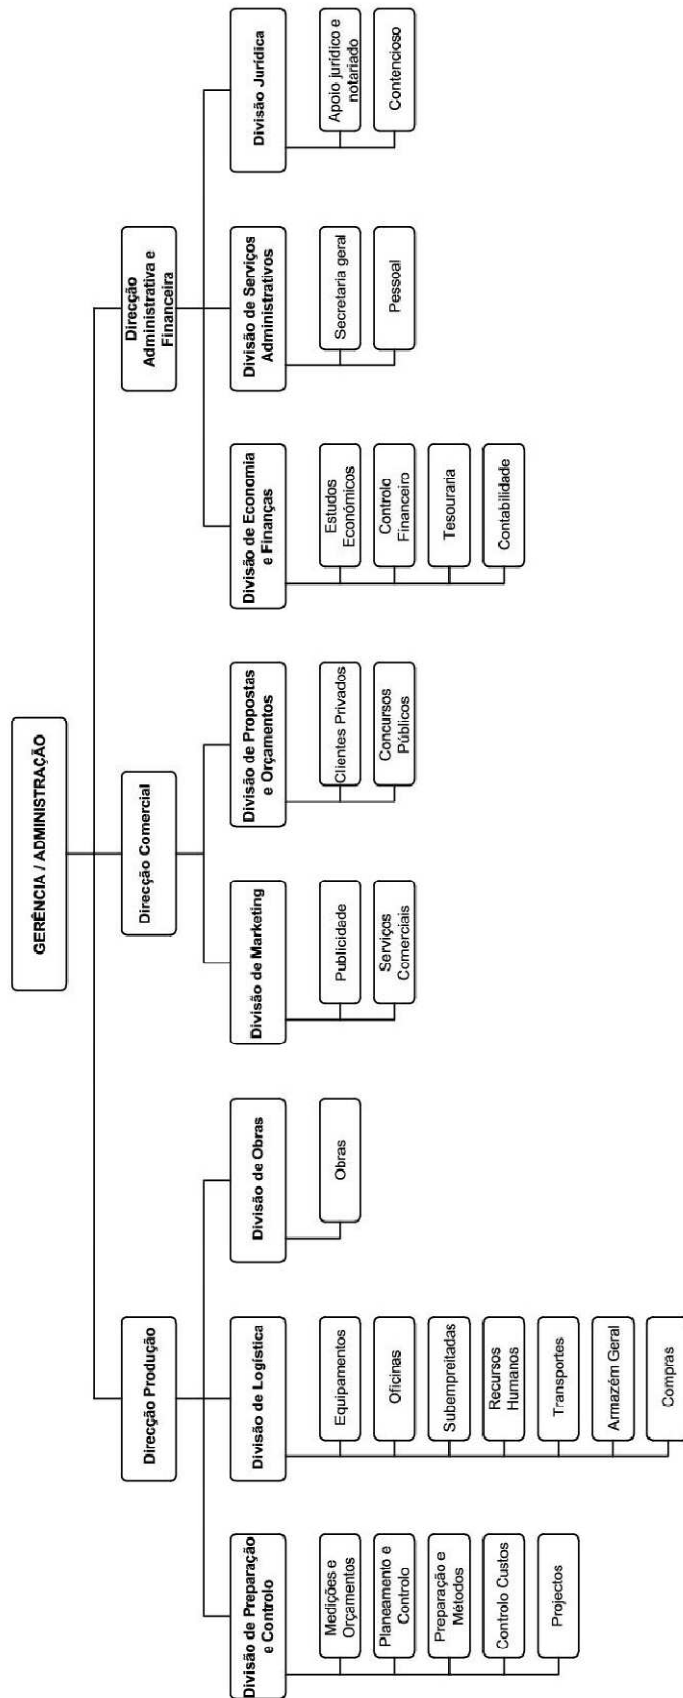 GERÊNCIA / ADMINISTRAÇÃO
Direcção Produção
Direcção Comercial
Direcção
Administrativa e
Financeira
Divisão de Preparação
e Controlo
Divisão de Logística
Divisão de Obras
Divisão de Marketing
Divisão de Propostas
e Orçamentos
Divisão de Economia
e Finanças
Divisão de Serviços
Administrativos
Divisão Jurídica
Medições e
Orçamentos
Planeamento e
Controlo
Preparação e
Métodos
Controlo Custos
Projectos
Equipamentos
Oficinas
Subempreitadas
Recursos
Humanos
Transportes
Armazém Geral
Compras
Obras
Publicidade
Serviços
Comerciais
Clientes Privados
Concursos
Públicos
Estudos
Económicos
Controlo
Financeiro
Tesouraria
Contabilidade
Secretaria geral
Pessoal
Apoio jurídico e
notariado
Contencioso